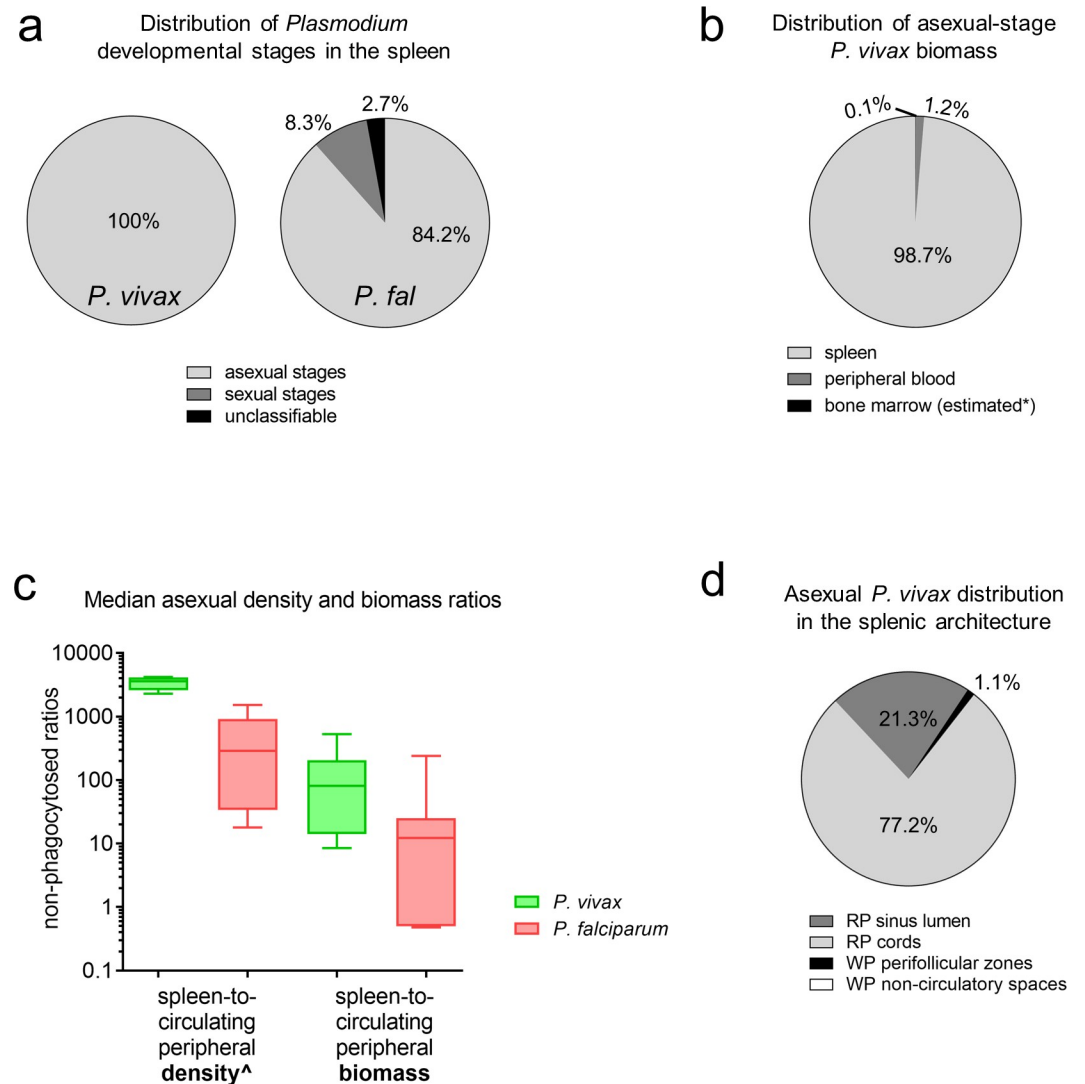 a
Distribution of Plasmodium
developmental stages in the spleen
100%
P. vivax
8.3%
2.7%
84.2%
P. fal
asexual stages
sexual stages
unclassifiable
b
Distribution of asexual-stage
P. vivax biomass
0.1%
1.2%
98.7%
spleen
peripheral blood
bone marrow (estimated*)
c
Median asexual density and biomass ratios
non-phagocytosed ratios
10000
1000
100
10
1
0.1
spleen-to-
circulating
peripheral
density^
spleen-to-
circulating
peripheral
biomass
P. vivax
P. falciparum
d
Asexual P. vivax distribution
in the splenic architecture
1.1%
21.3%
77.2%
RP sinus lumen
RP cords
WP perifollicular zones
WP non-circulatory spaces